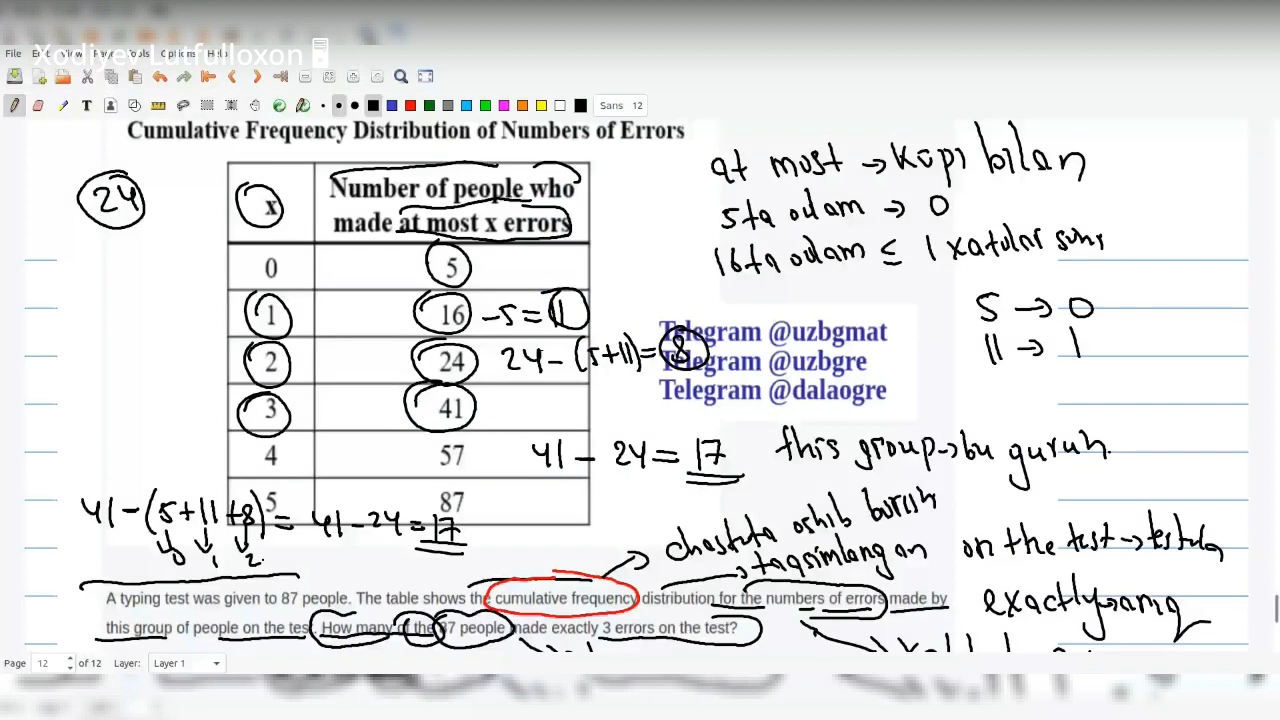 Xodiyev Lutfulloxon
File Edit View Page Tools Options Help
Sans 12
Cumulative Frequency Distribution of Numbers of Errors
24
x Number of people who made at most x errors
0 5
1 16 -5=11
2 24 24-(5+11)=8
3 41
4 57
5 87
at most → Ko'pi bilan
5ta odam → 0
16ta odam ≤ 1 xatolar soni
5 → 0
11 → 1
Telegram @uzbgmat
Telegram @uzbgre
Telegram @dalaogre
41 - 24 = 17 this group → bu guruh.
41-(5+11+8)= 41-24=17
0 1 2
chastota oshib borish
→ taqsimlangan
on the test → testda
exactly → aniq
A typing test was given to 87 people. The table shows the cumulative frequency distribution for the numbers of errors made by
this group of people on the test. How many of the 87 people made exactly 3 errors on the test?
Page 12 of 12 Layer: Layer 1